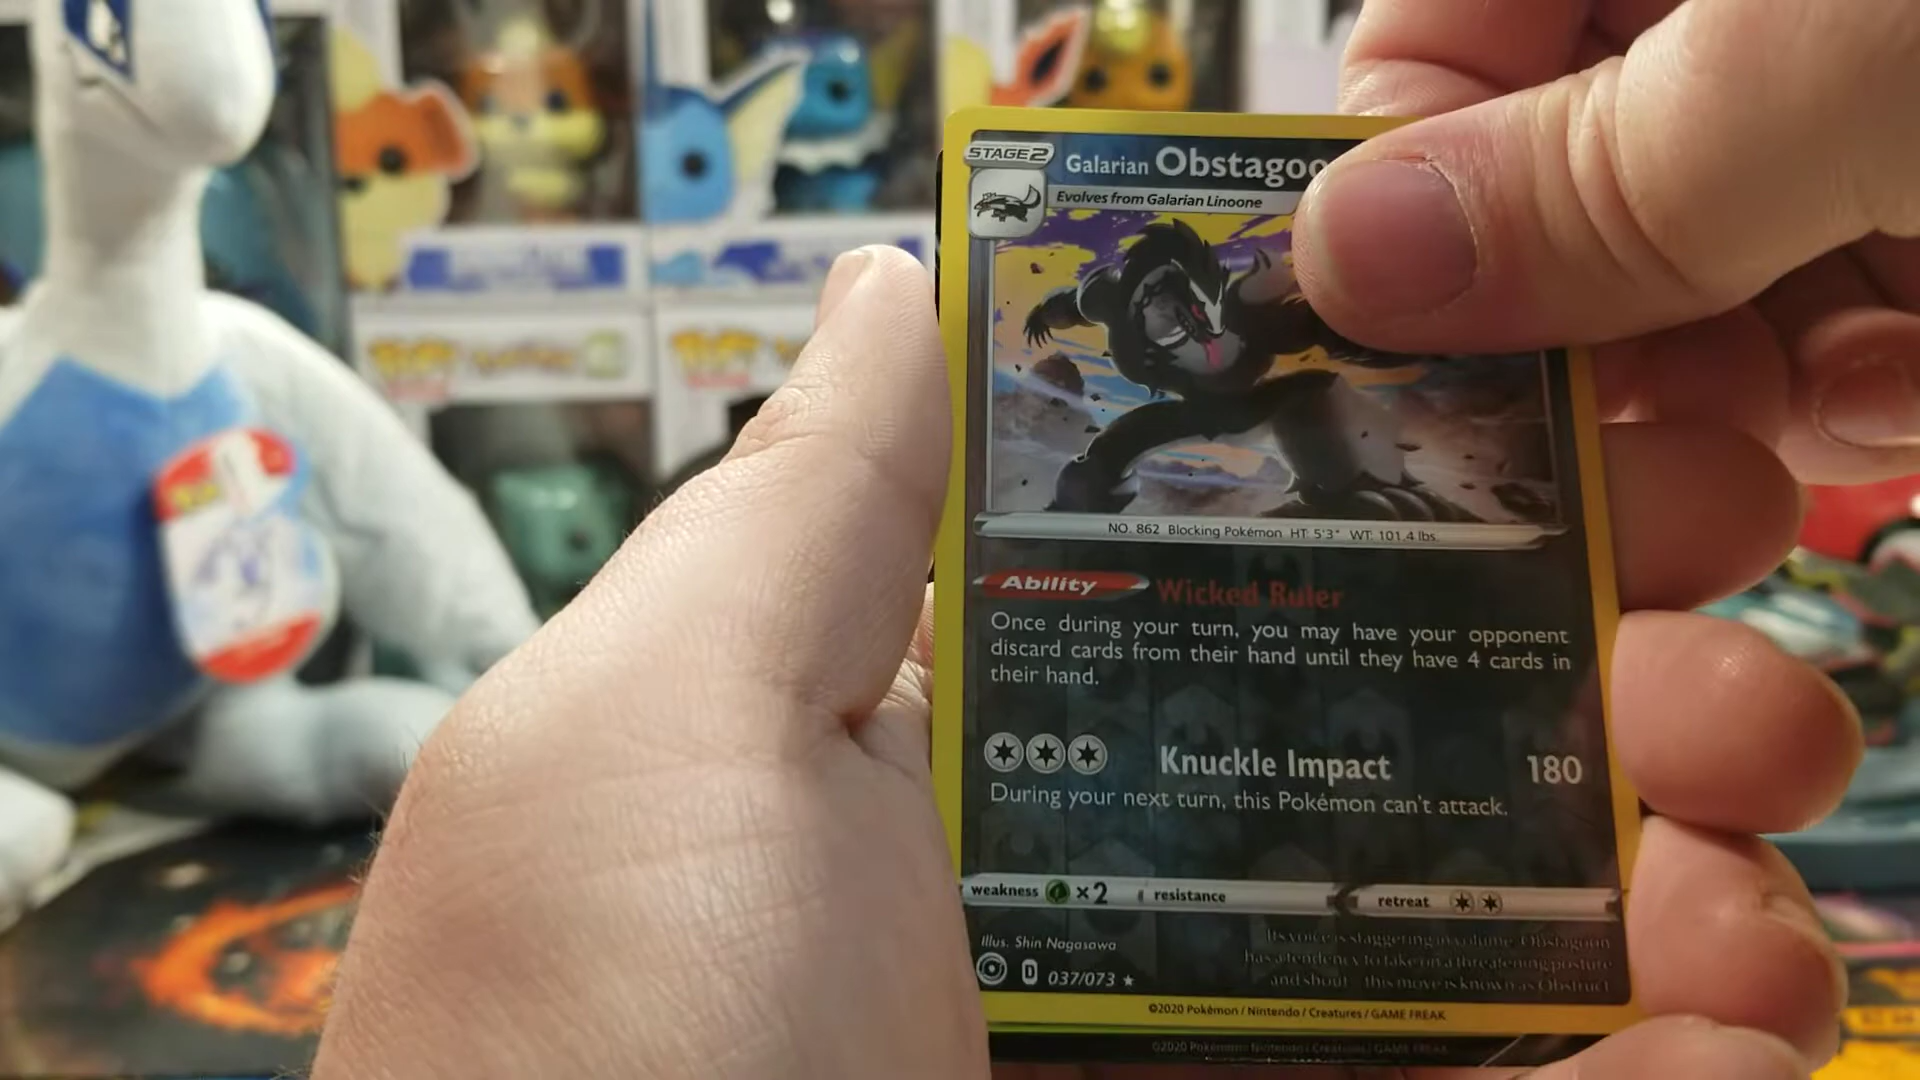 STAGE 2
Galarian Obstagoo
Evolves from Galarian Linoone
NO. 862 Blocking Pokémon HT: 5'3" WT: 101.4 lbs.
Ability Wicked Ruler
Once during your turn, you may have your opponent
discard cards from their hand until they have 4 cards in
their hand.
Knuckle Impact 180
During your next turn, this Pokémon can't attack.
weakness ×2 resistance retreat
Illus. Shin Nagasawa
Its voice is staggering in volume. Obstagoon
has a tendency to take on a threatening posture
and shout—this move is known as Obstruct.
D 037/073 ★
©2020 Pokémon / Nintendo / Creatures / GAME FREAK
©2020 Pokémon / Nintendo / Creatures / GAME FREAK